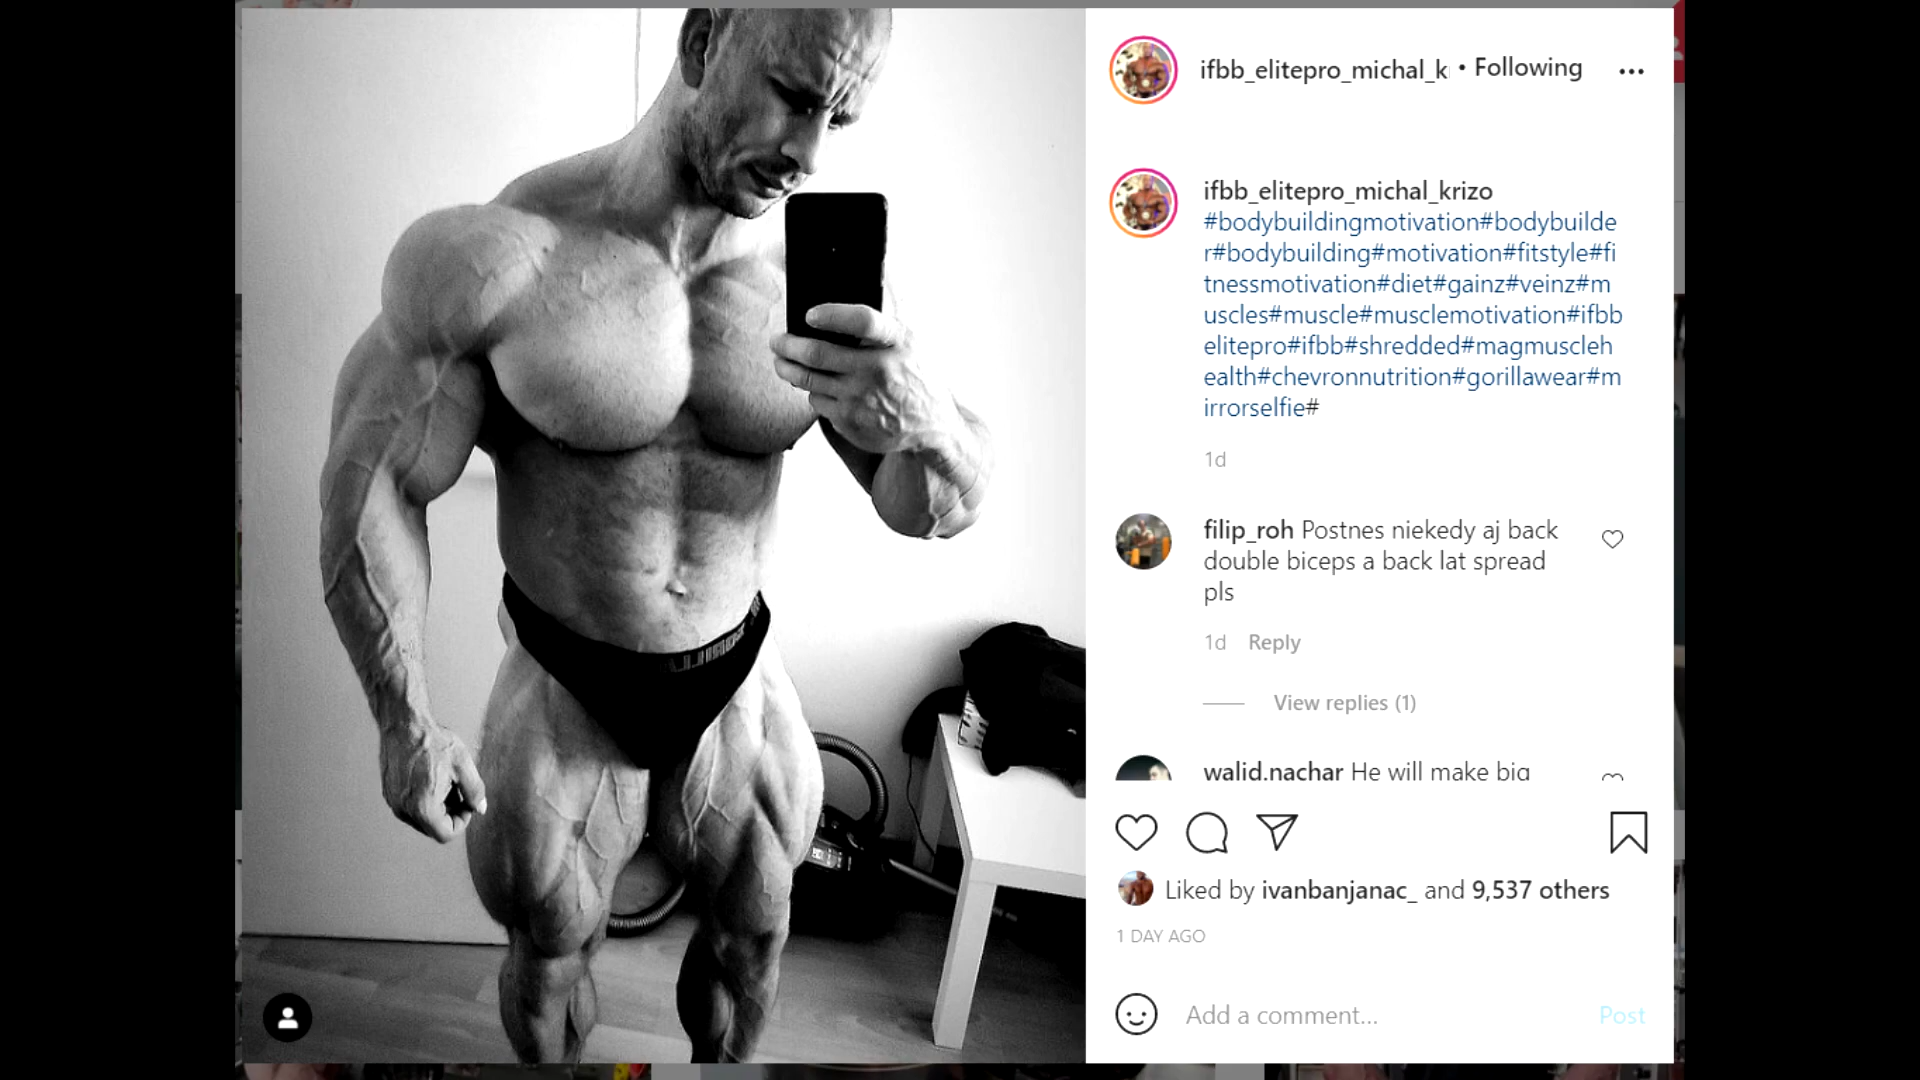 ifbb_elitepro_michal_k • Following
ifbb_elitepro_michal_krizo
#bodybuildingmotivation#bodybuilde
r#bodybuilding#motivation#fitstyle#fi
tnessmotivation#diet#gainz#veinz#m
uscles#muscle#musclemotivation#ifbb
elitepro#ifbb#shredded#magmuscleh
ealth#chevronnutrition#gorillawear#m
irrorselfie#
1d
filip_roh Postnes niekedy aj back
double biceps a back lat spread
pls
1d Reply
View replies (1)
walid.nachar He will make big
Liked by ivanbanjanac_ and 9,537 others
1 DAY AGO
Add a comment... Post